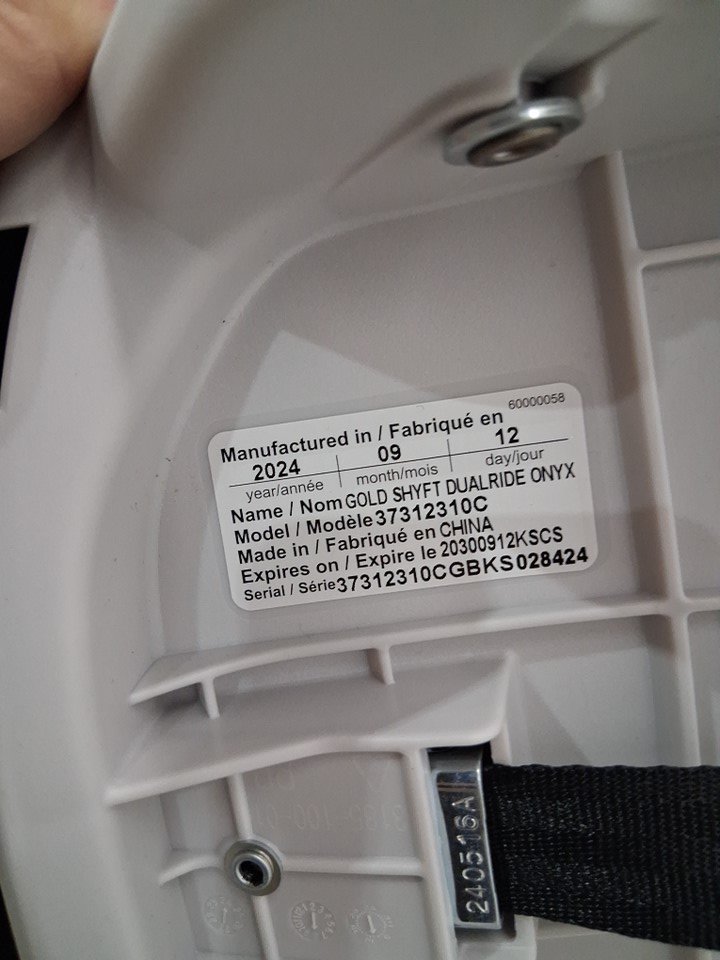 60000058
Manufactured in / Fabriqué en
2024 09 12
year/année month/mois day/jour
Name / Nom GOLD SHYFT DUALRIDE ONYX
Model / Modèle 37312310C
Made in / Fabriqué en CHINA
Expires on / Expire le 20300912KSCS
Serial / Série 37312310CGBKS028424
240516A